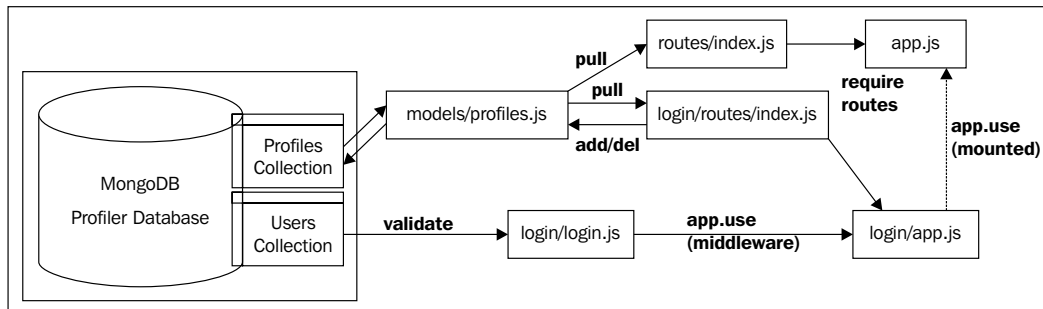 routes/index.js
app.js
pull
require
routes
pull
models/profiles.js
login/routes/index.js
add/del
app.use
(mounted)
Profiles
Collection
MongoDB
Profiler Database
Users
Collection
validate
login/login.js
app.use
(middleware)
login/app.js